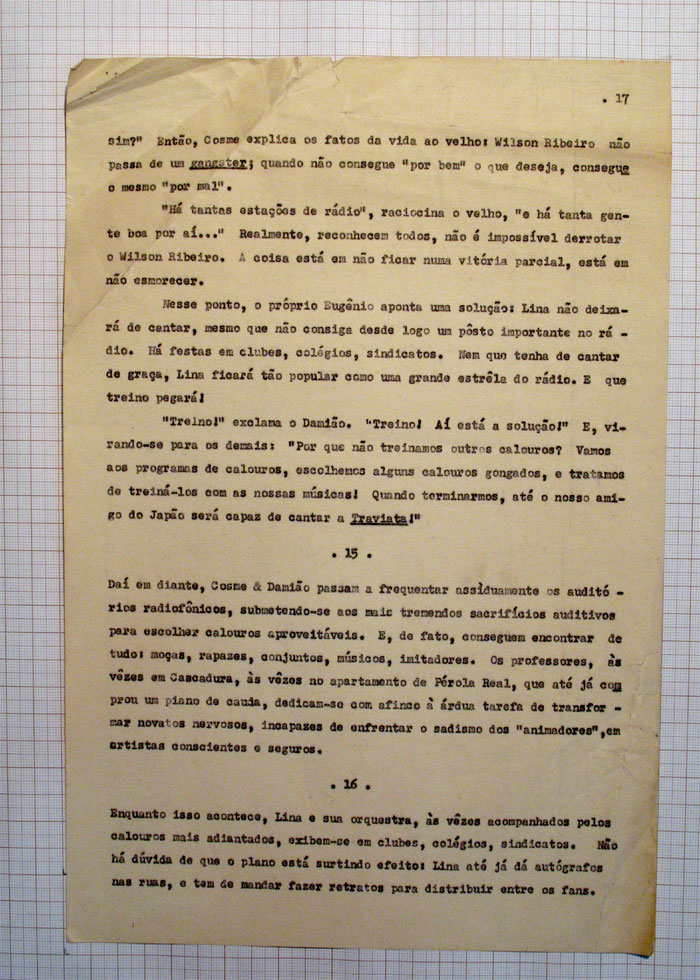 . 17
sim?" Então, Cosme explica os fatos da vida ao velho: Wilson Ribeiro não
passa de um gangster; quando não consegue "por bem" o que deseja, consegue
o mesmo "por mal".
"Há tantas estações de rádio", raciocina o velho, "e há tanta gen-
te boa por aí..." Realmente, reconhecem todos, não é impossível derrotar
o Wilson Ribeiro. A coisa está em não ficar numa vitória parcial, está em
não esmorecer.
Nesse ponto, o próprio Eugênio aponta uma solução: Lina não deixa-
rá de cantar, mesmo que não consiga desde logo um pôsto importante no rá -
dio. Há festas em clubes, colégios, sindicatos. Nem que tenha de cantar
de graça, Lina ficará tão popular como uma grande estrêla do rádio. E que
treino pegará!
"Treino!" exclama o Damião. "Treino! Aí está a solução!" E, vi-
rando-se para os demais: "Por que não treinamos outros calouros? Vamos
aos programas de calouros, escolhemos alguns calouros gongados, e tratamos
de treiná-los com as nossas músicas! Quando terminarmos, até o nosso ami-
go do Japão será capaz de cantar a Traviata!"
. 15 .
Daí em diante, Cosme & Damião passam a frequentar assíduamente os auditó -
rios radiofônicos, submetendo-se aos mais tremendos sacrifícios auditivos
para escolher calouros aproveitáveis. E, de fato, conseguem encontrar de
tudo: moças, rapazes, conjuntos, músicos, imitadores. Os professores, às
vêzes em Cascadura, às vêzes no apartamento de Pérola Real, que até já com
prou um piano de cauda, dedicam-se com afinco à árdua tarefa de transfor -
mar novatos nervosos, incapazes de enfrentar o sadismo dos "animadores",em
artistas conscientes e seguros.
. 16 .
Enquanto isso acontece, Lina e sua orquestra, às vêzes acompanhados pelos
calouros mais adiantados, exibem-se em clubes, colégios, sindicatos. Não
há dúvida de que o plano está surtindo efeito: Lina até já dá autógrafos
nas ruas, e tem de mandar fazer retratos para distribuir entre os fans.